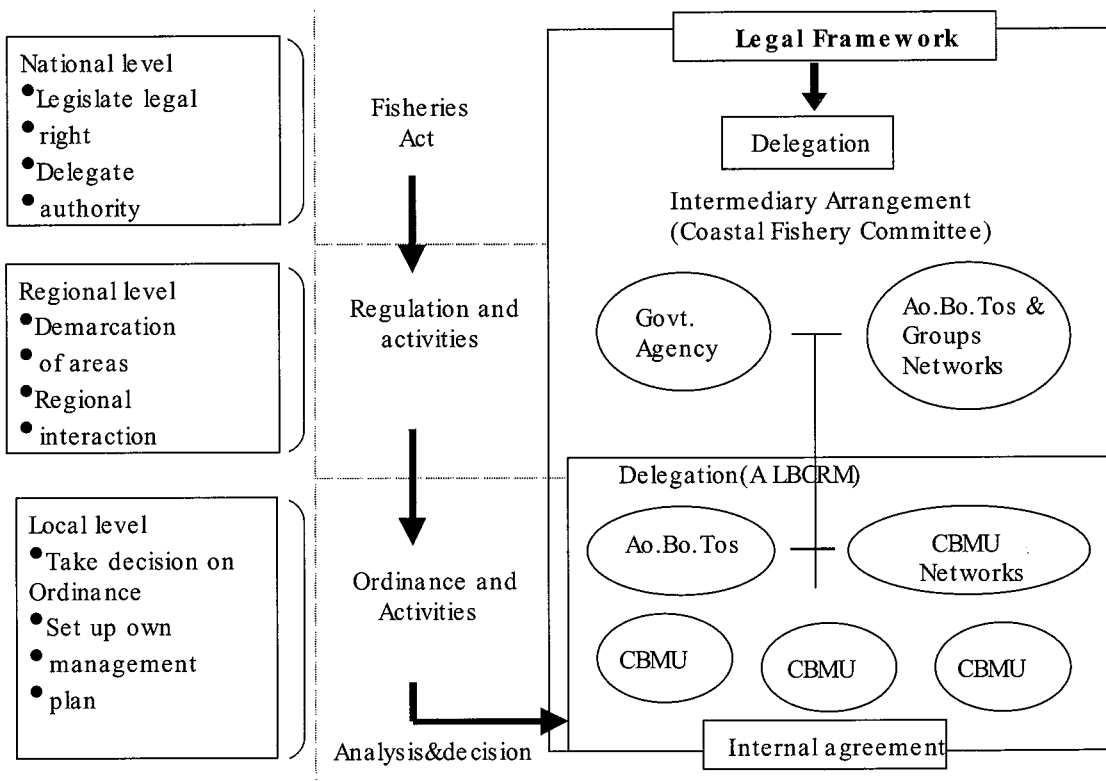 National level
•Legislate legal
• right
•Delegate
• authority
Regional level
•Demarcation
• of areas
•Regional
• interaction
Local level
•Take decision on
Ordinance
•Set up own
• management
• plan
Fisheries
Act
Regulation and
activities
Ordinance and
Activities
Analysis&decision
Legal Framework
Delegation
Intermediary Arrangement
(Coastal Fishery Committee)
Govt.
Agency
Ao.Bo.Tos &
Groups
Networks
Delegation(ALBCRM)
Ao.Bo.Tos
CBMU
Networks
CBMU
CBMU
CBMU
Internal agreement